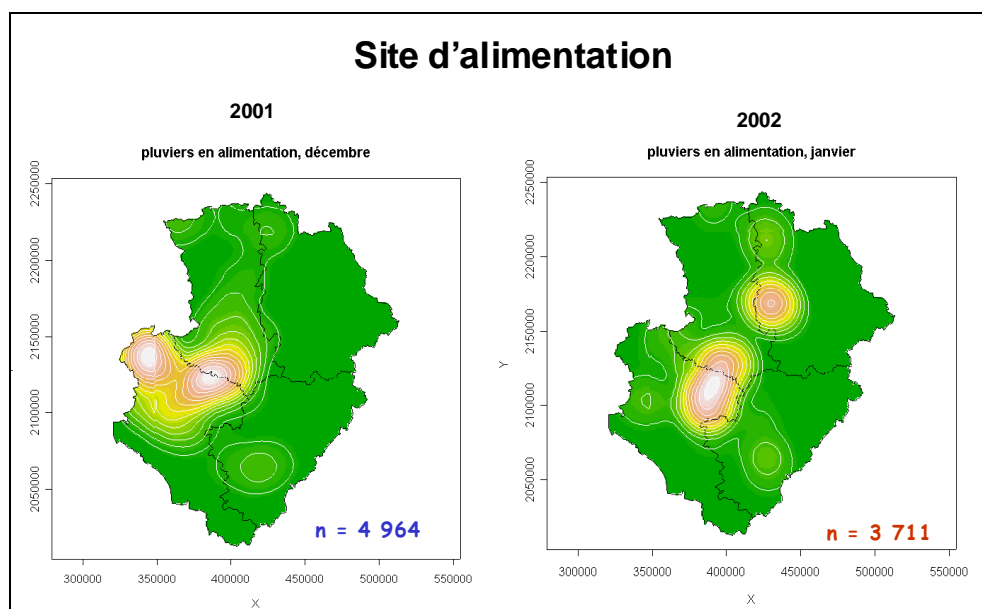 Site d'alimentation
2001
pluviers en alimentation, décembre
2250000
2200000
2150000
2100000
2050000
n = 4 964
300000 350000 400000 450000 500000 550000
X
2002
pluviers en alimentation, janvier
2250000
2200000
2150000
Y
2100000
2050000
n = 3 711
300000 350000 400000 450000 500000 550000
X